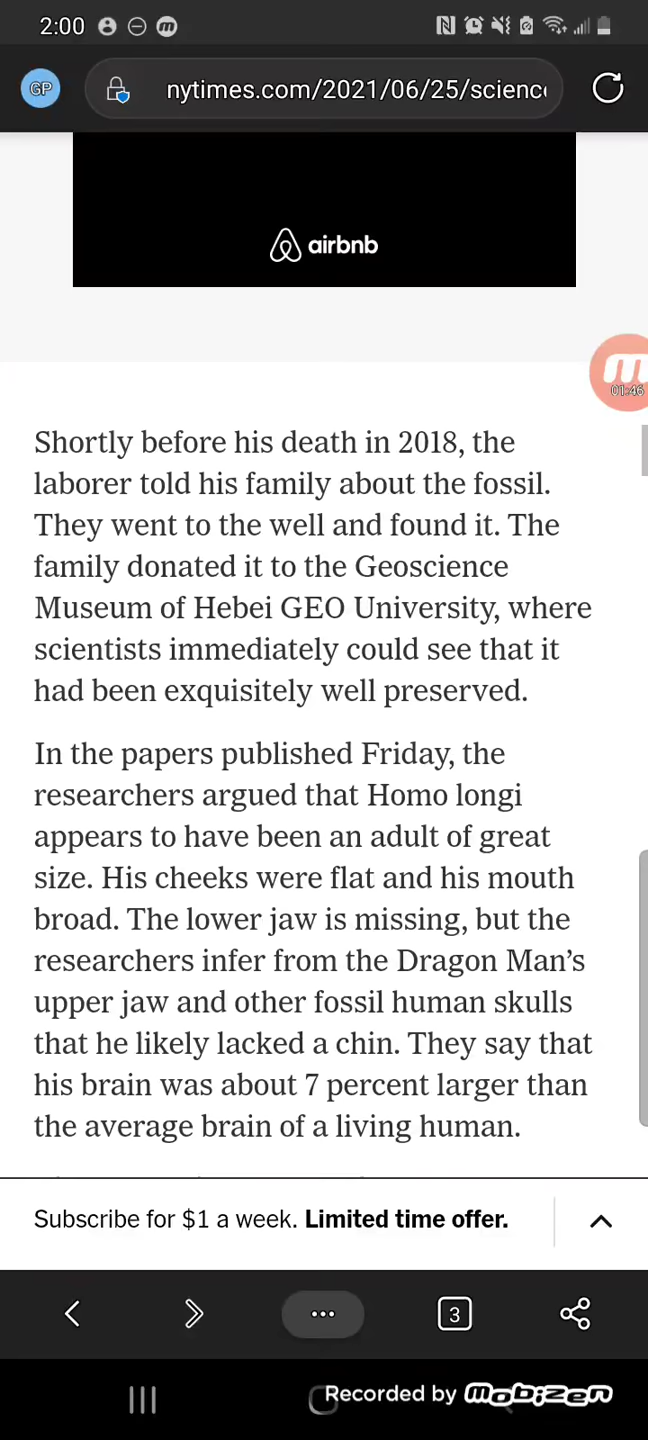 2:00
GP
nytimes.com/2021/06/25/science
airbnb
01:46
Shortly before his death in 2018, the
laborer told his family about the fossil.
They went to the well and found it. The
family donated it to the Geoscience
Museum of Hebei GEO University, where
scientists immediately could see that it
had been exquisitely well preserved.
In the papers published Friday, the
researchers argued that Homo longi
appears to have been an adult of great
size. His cheeks were flat and his mouth
broad. The lower jaw is missing, but the
researchers infer from the Dragon Man’s
upper jaw and other fossil human skulls
that he likely lacked a chin. They say that
his brain was about 7 percent larger than
the average brain of a living human.
Subscribe for $1 a week. Limited time offer.
3
Recorded by mobizen